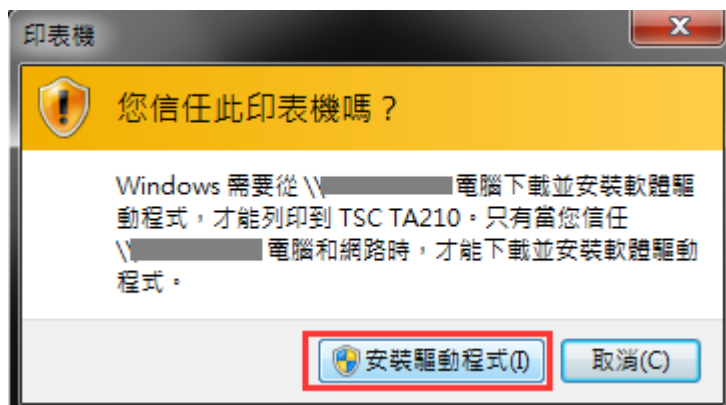 印表機
您信任此印表機嗎？
Windows 需要從 \\ 電腦下載並安裝軟體驅
動程式，才能列印到 TSC TA210。只有當您信任
\\ 電腦和網路時，才能下載並安裝軟體驅動
程式。
安裝驅動程式(I) 取消(C)